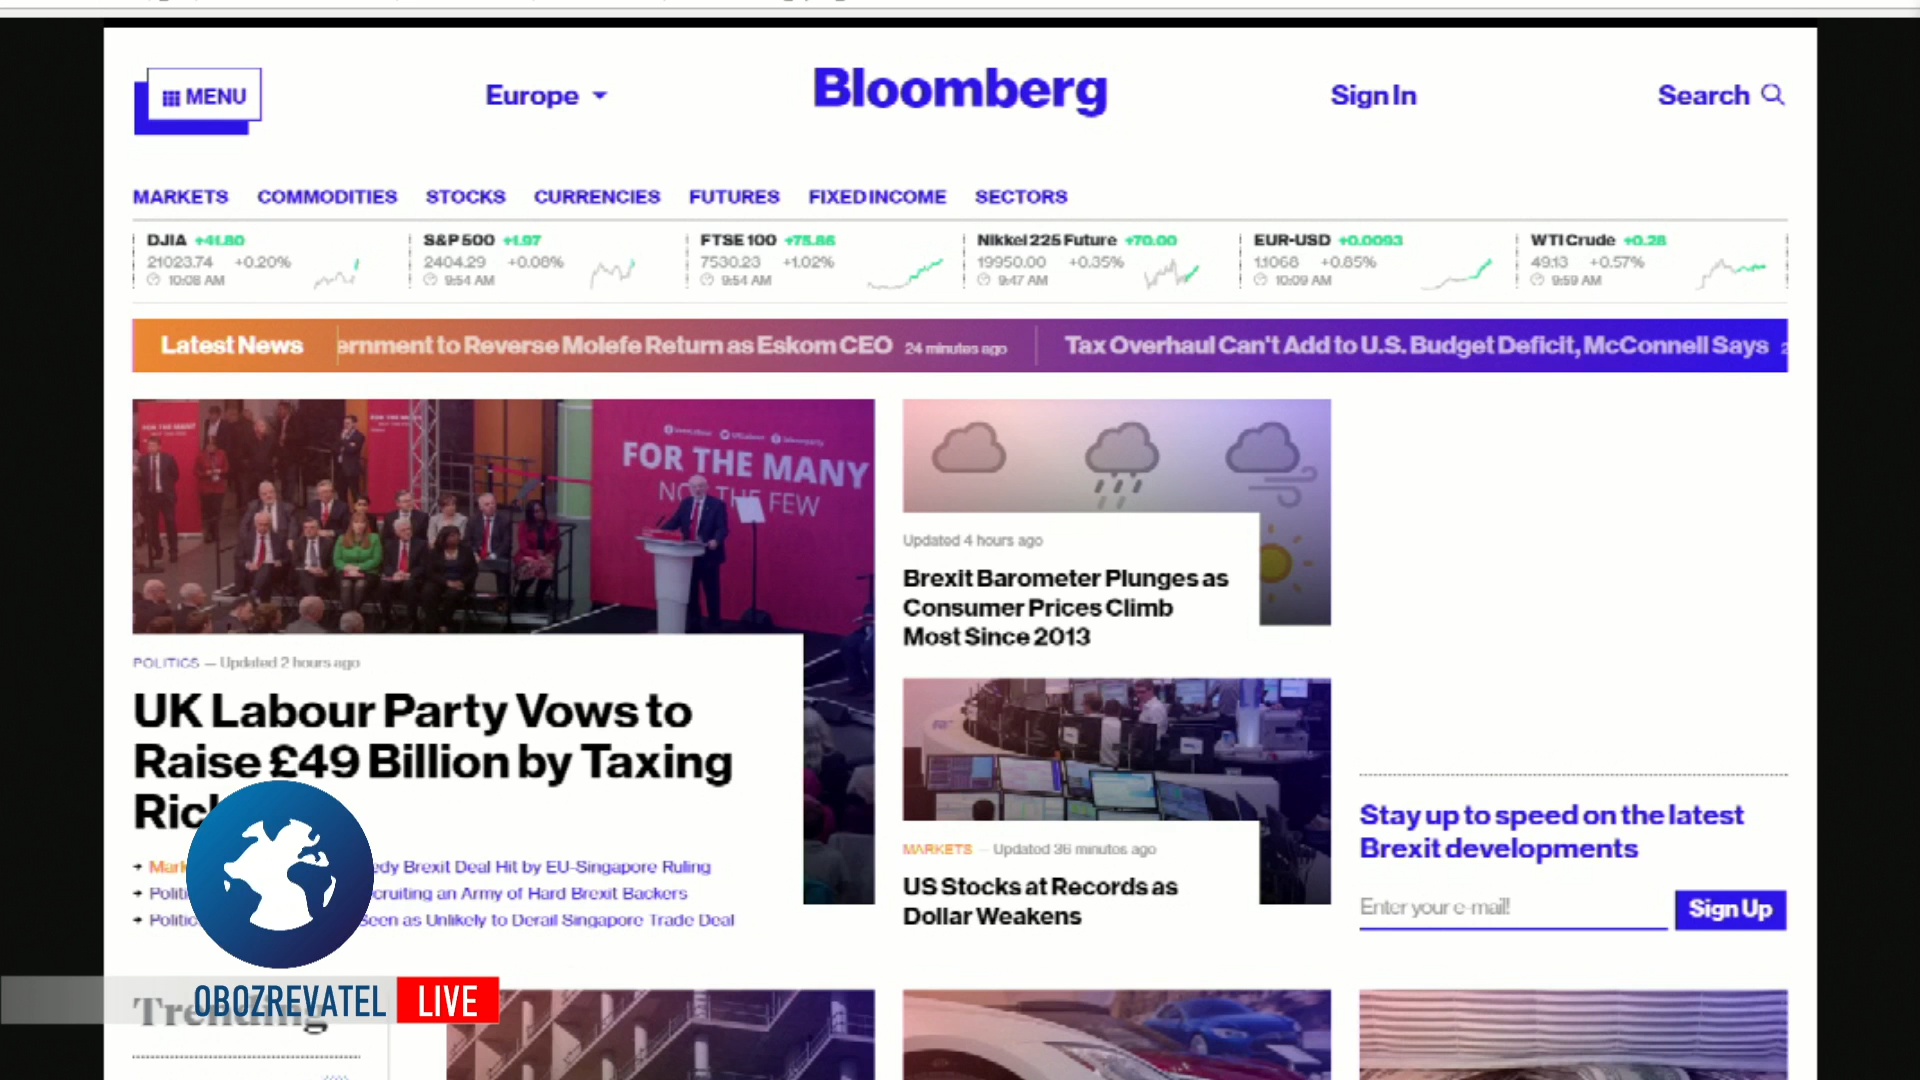 MENU
Europe
Bloomberg
Sign In
Search
MARKETS COMMODITIES STOCKS CURRENCIES FUTURES FIXED INCOME SECTORS
DJIA +41.80
21023.74 +0.20%
10:08 AM
S&P 500 +1.97
2404.29 +0.08%
9:54 AM
FTSE 100 +75.86
7530.23 +1.02%
9:54 AM
Nikkei 225 Future +70.00
19950.00 +0.35%
9:47 AM
EUR-USD +0.0093
1.1068 +0.85%
10:09 AM
WTI Crude +0.28
49.13 +0.57%
9:59 AM
Latest News
ernment to Reverse Molefe Return as Eskom CEO 24 minutes ago
Tax Overhaul Can't Add to U.S. Budget Deficit, McConnell Says
FOR THE MANY
NOT THE FEW
POLITICS — Updated 2 hours ago
UK Labour Party Vows to
Raise £49 Billion by Taxing
Ric
Mark edy Brexit Deal Hit by EU-Singapore Ruling
Politi cruiting an Army of Hard Brexit Backers
Politic Seen as Unlikely to Derail Singapore Trade Deal
Updated 4 hours ago
Brexit Barometer Plunges as
Consumer Prices Climb
Most Since 2013
MARKETS — Updated 36 minutes ago
US Stocks at Records as
Dollar Weakens
Stay up to speed on the latest
Brexit developments
Enter your e-mail!
Sign Up
Trending
OBOZREVATEL LIVE